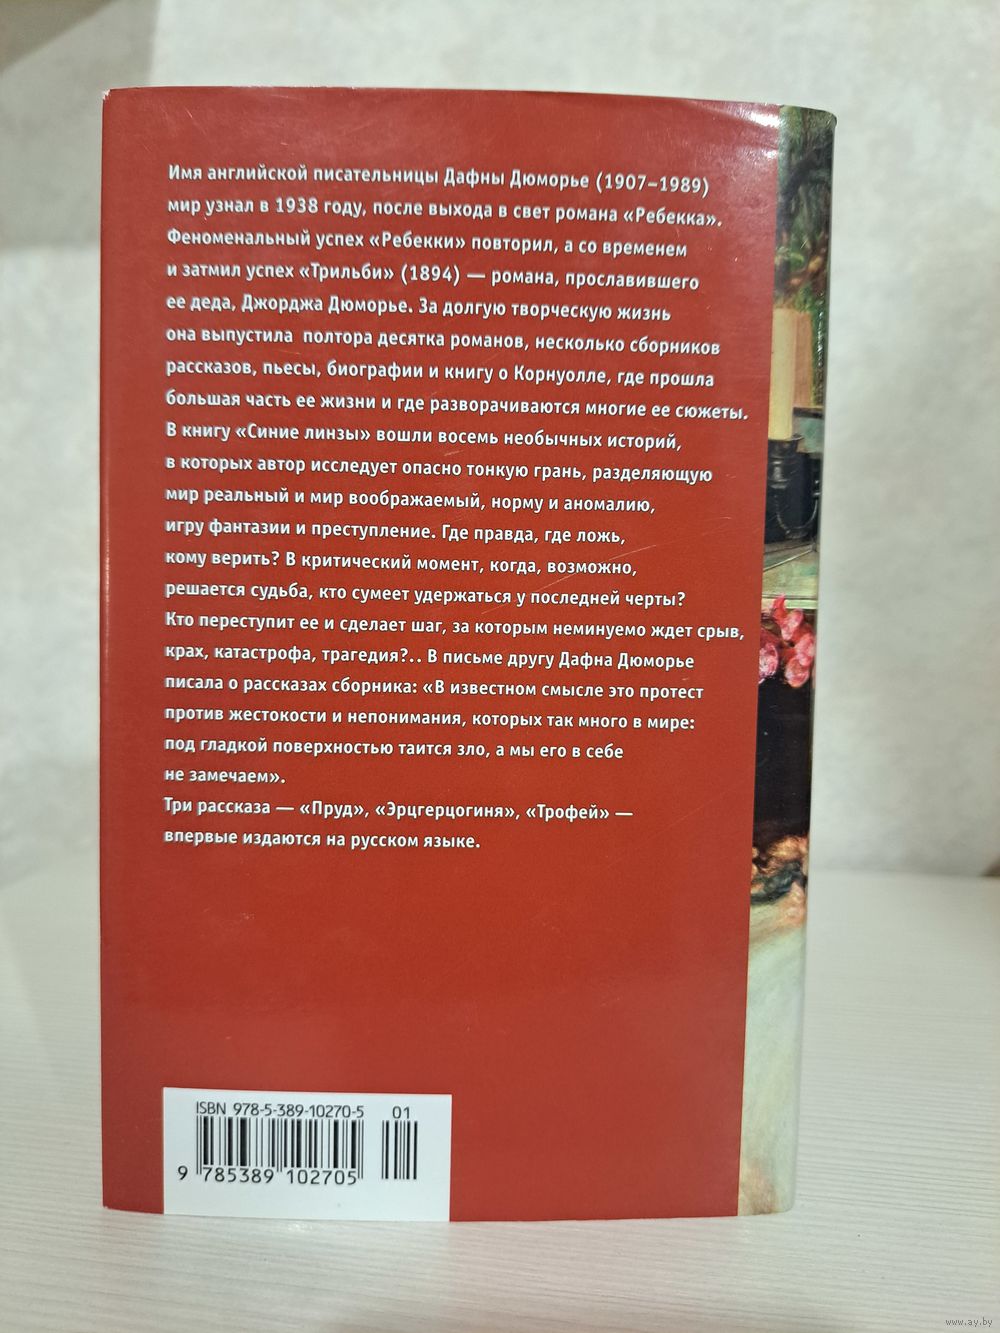 Имя английской писательницы Дафны Дюморье (1907–1989)
мир узнал в 1938 году, после выхода в свет романа «Ребекка».
Феноменальный успех «Ребекки» повторил, а со временем
и затмил успех «Трильби» (1894) — романа, прославившего
ее деда, Джорджа Дюморье. За долгую творческую жизнь
она выпустила полтора десятка романов, несколько сборников
рассказов, пьесы, биографии и книгу о Корнуолле, где прошла
большая часть ее жизни и где разворачиваются многие ее сюжеты.
В книгу «Синие линзы» вошли восемь необычных историй,
в которых автор исследует опасно тонкую грань, разделяющую
мир реальный и мир воображаемый, норму и аномалию,
игру фантазии и преступление. Где правда, где ложь,
кому верить? В критический момент, когда, возможно,
решается судьба, кто сумеет удержаться у последней черты?
Кто переступит ее и сделает шаг, за которым неминуемо ждет срыв,
крах, катастрофа, трагедия?.. В письме другу Дафна Дюморье
писала о рассказах сборника: «В известном смысле это протест
против жестокости и непонимания, которых так много в мире:
под гладкой поверхностью таится зло, а мы его в себе
не замечаем».
Три рассказа — «Пруд», «Эрцгерцогиня», «Трофей» —
впервые издаются на русском языке.
ISBN 978-5-389-10270-5 01
9 785389 102705
www.ay.by